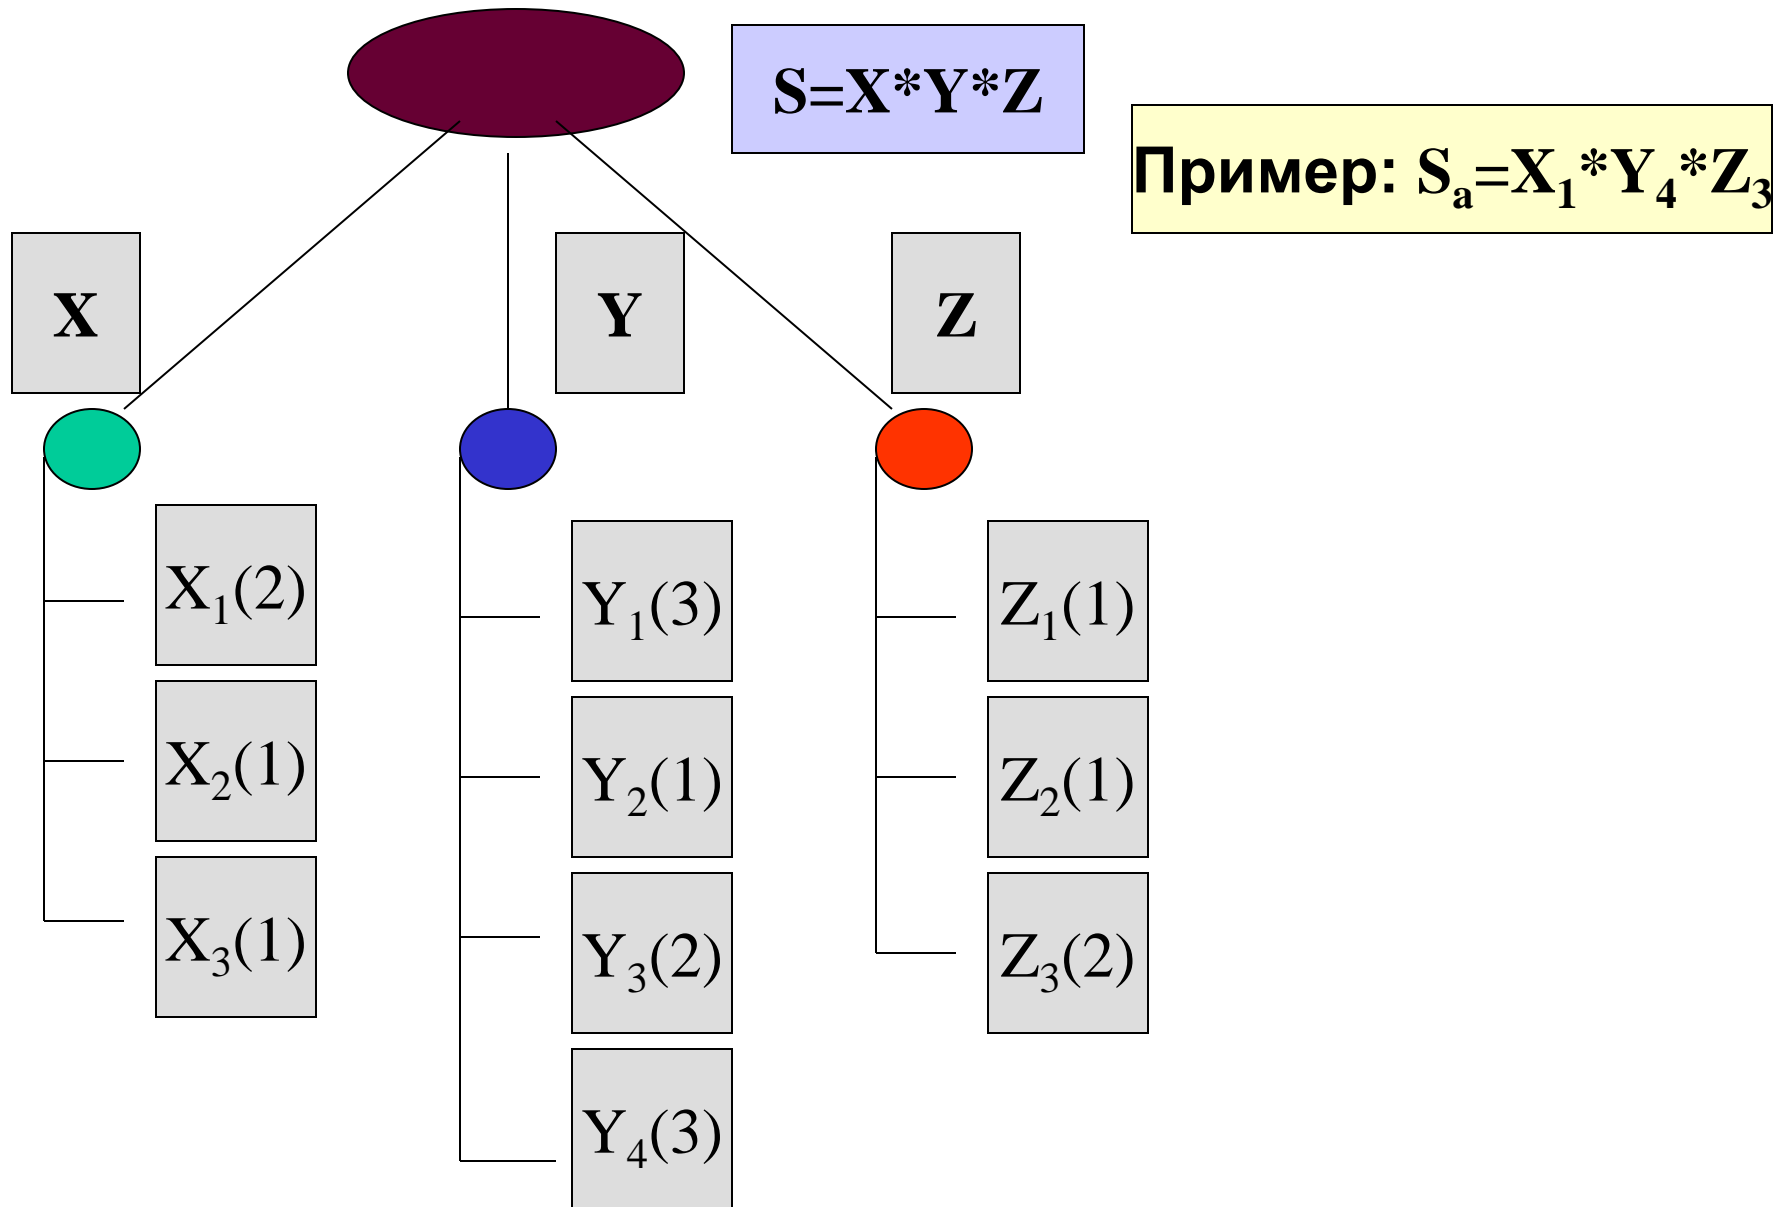 S=X*Y*Z
Пример: Sₐ=X₁*Y₄*Z₃
X
Y
Z
X₁(2)
X₂(1)
X₃(1)
Y₁(3)
Y₂(1)
Y₃(2)
Y₄(3)
Z₁(1)
Z₂(1)
Z₃(2)